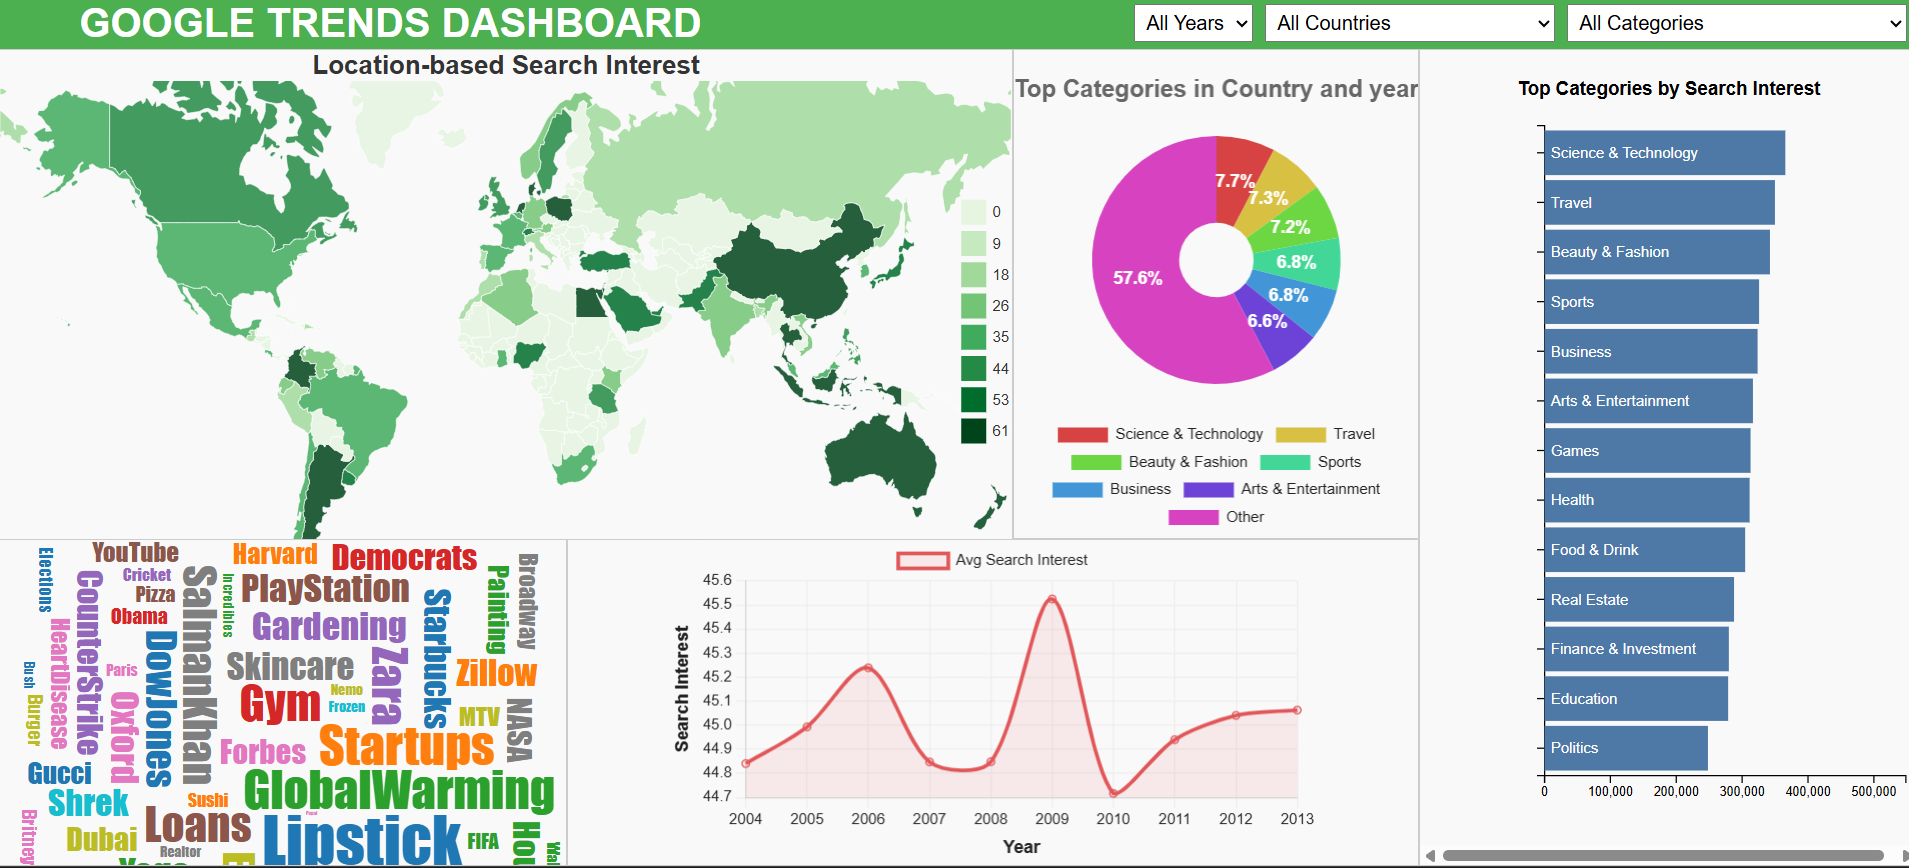 GOOGLE TRENDS DASHBOARD
All Years
All Countries
All Categories
Location-based Search Interest
0
9
18
26
35
44
53
61
Top Categories in Country and year
7.7%
7.3%
7.2%
6.8%
6.8%
6.6%
57.6%
Science & Technology
Travel
Beauty & Fashion
Sports
Business
Arts & Entertainment
Other
Top Categories by Search Interest
Science & Technology
Travel
Beauty & Fashion
Sports
Business
Arts & Entertainment
Games
Health
Food & Drink
Real Estate
Finance & Investment
Education
Politics
0
100,000
200,000
300,000
400,000
500,000
Elections
YouTube
Cricket
Pizza
Obama
CounterStrike
SalmanKhan
Harvard
Democrats
Incredibles
PlayStation
Gardening
Starbucks
Painting
Broadway
HeartDisease
DowJones
Skincare
Zara
Zillow
Bush
Paris
Gym
Nemo
Frozen
MTV
NASA
Burger
Oxford
Forbes
Startups
Gucci
GlobalWarming
Shrek
Sushi
Britney
Dubai
Loans
Realtor
Lipstick
FIFA
Avg Search Interest
Search Interest
45.6
45.5
45.4
45.3
45.2
45.1
45.0
44.9
44.8
44.7
2004
2005
2006
2007
2008
2009
2010
2011
2012
2013
Year